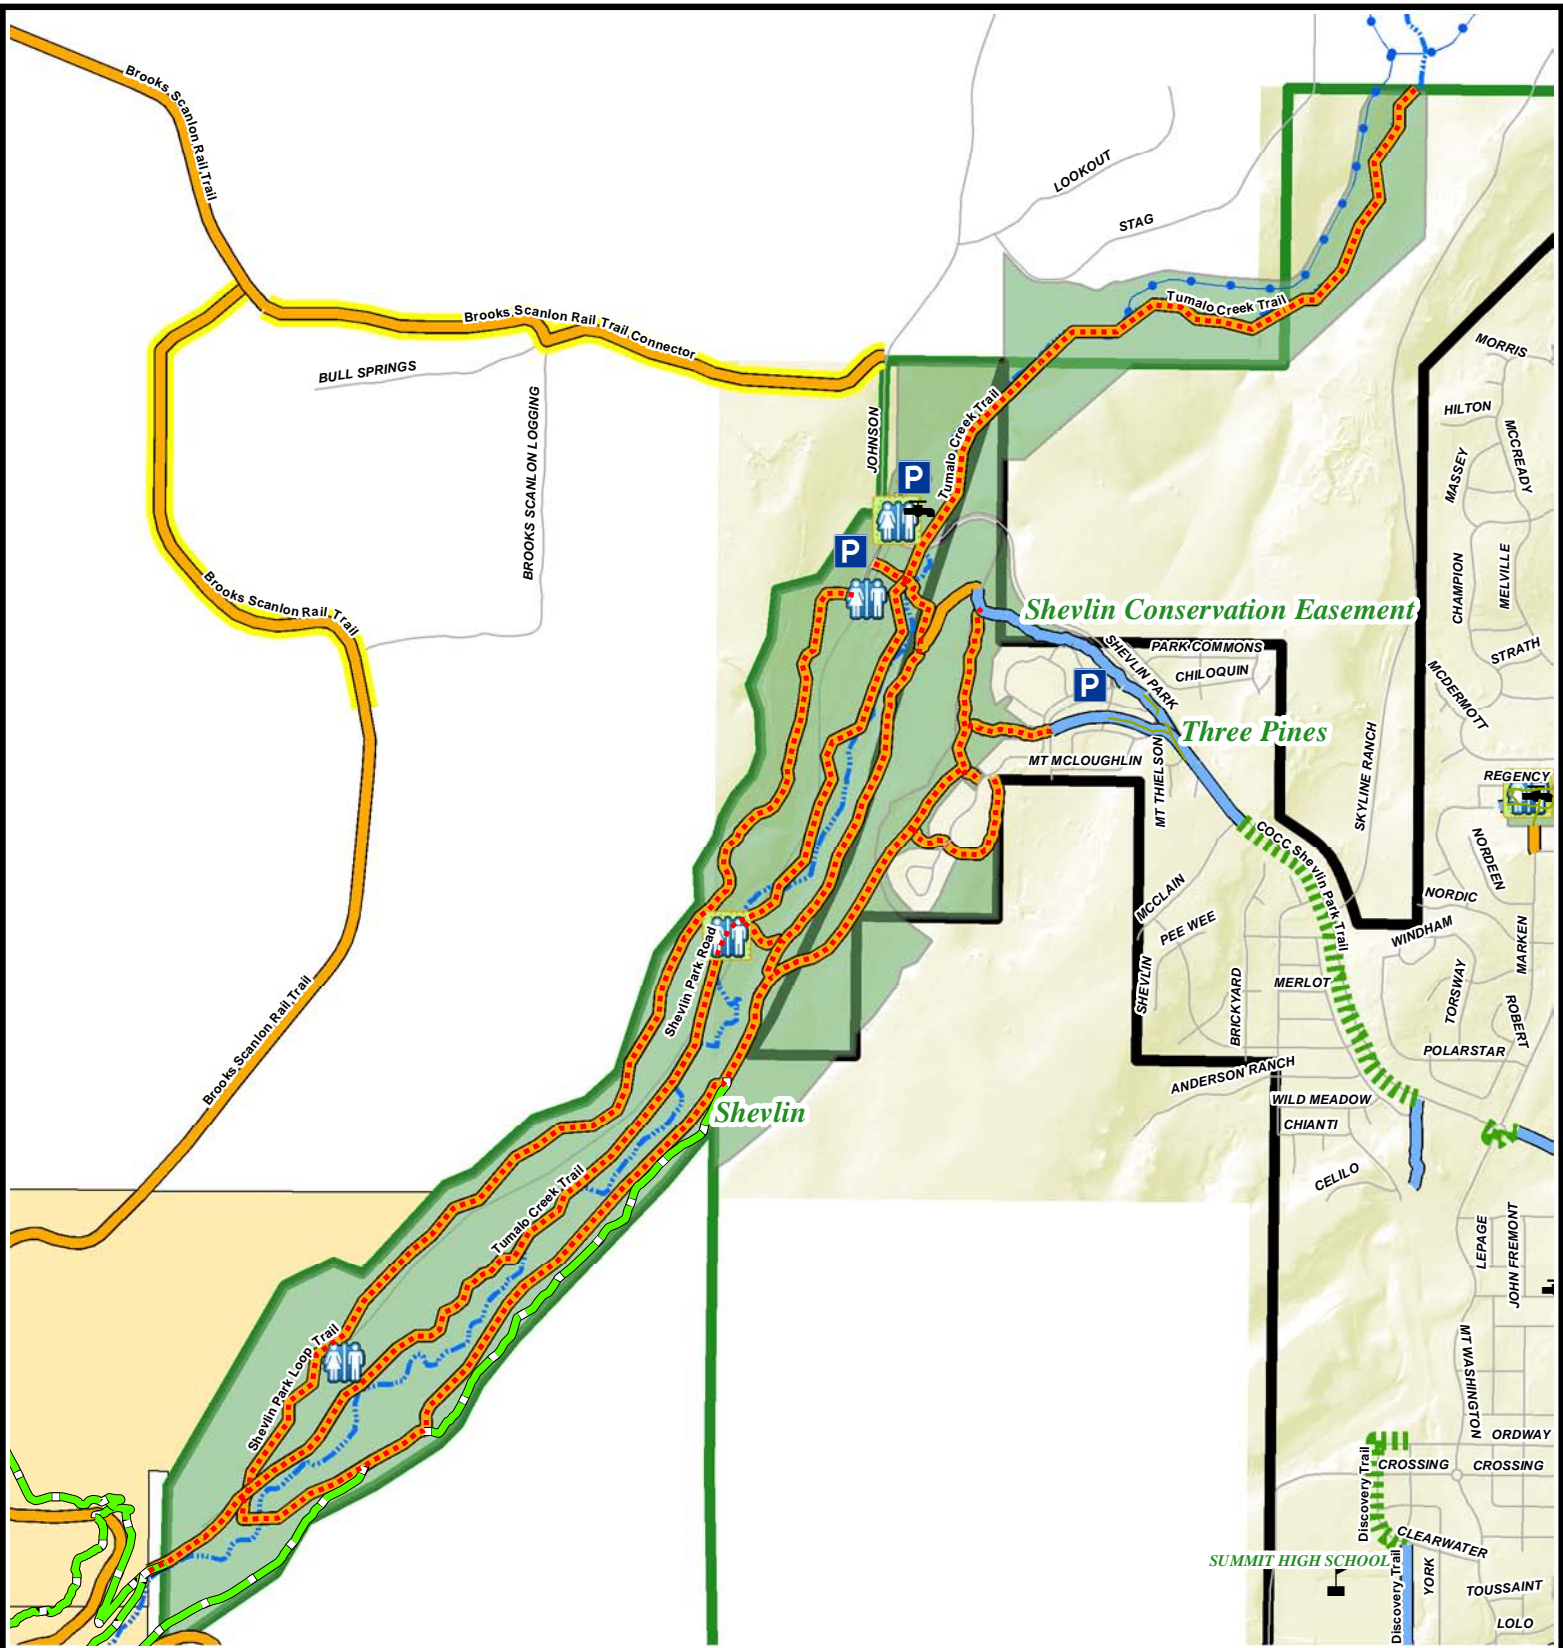 Brooks Scanlon Rail Trail
LOOKOUT
STAG
Tumalo Creek Trail
Brooks Scanlon Rail Trail Connector
BULL SPRINGS
BROOKS SCANLON LOGGING
JOHNSON
Tumalo Creek Trail
P
P
MORRIS
HILTON
MCCREADY
MASSEY
CHAMPION
MELVILLE
STRATH
MCDERMOTT
Brooks Scanlon Rail Trail
Shevlin Conservation Easement
SHEVLIN PARK
PARK COMMONS
CHILOQUIN
P
Three Pines
MT MCLOUGHLIN
MT THIELSON
SKYLINE RANCH
REGENCY
COCC Shevlin Park Trail
NORDEEN
NORDIC
WINDHAM
MARKEN
MCCLAIN
PEE WEE
SHEVLIN
BRICKYARD
MERLOT
TORSWAY
ROBERT
POLARSTAR
ANDERSON RANCH
WILD MEADOW
CHIANTI
CELILO
Shevlin Park Road
Brooks Scanlon Rail Trail
Shevlin
Tumalo Creek Trail
LEPAGE
JOHN FREMONT
MT WASHINGTON
Shevlin Park Loop Trail
ORDWAY
CROSSING
CROSSING
Discovery Trail
CLEARWATER
SUMMIT HIGH SCHOOL
Discovery Trail
YORK
TOUSSAINT
LOLO